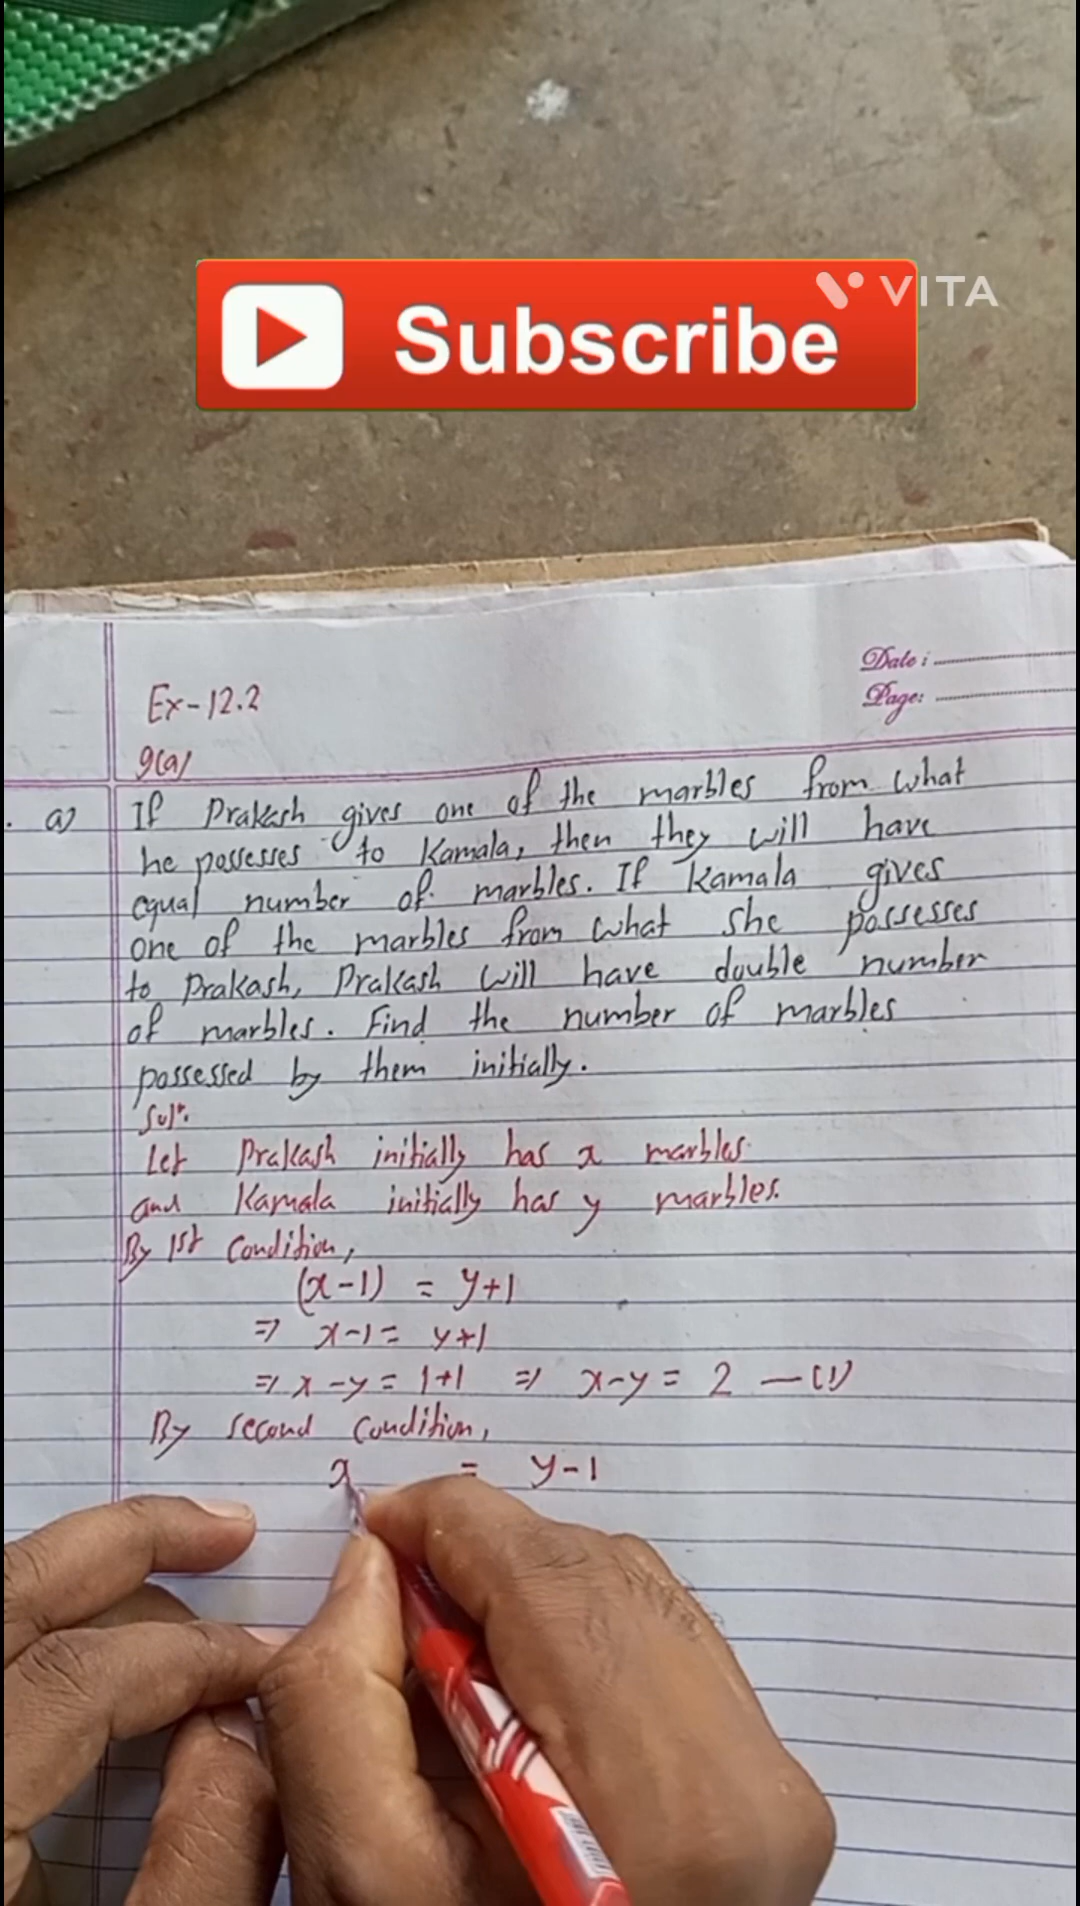 VITA
Subscribe
Date:
Page:
Ex-12.2
9(a)
a) If Prakash gives one of the marbles from what
he possesses to Kamala, then they will have
equal number of marbles. If Kamala gives
one of the marbles from what she possesses
to Prakash, Prakash will have double number
of marbles. Find the number of marbles
possessed by them initially.
Solⁿ.
Let Prakash initially has x marbles
and Kamala initially has y marbles.
By 1st Condition,
(x-1) = y+1
⇒ x-1 = y+1
⇒ x-y = 1+1 ⇒ x-y = 2 —(1)
By second condition,
x = y-1